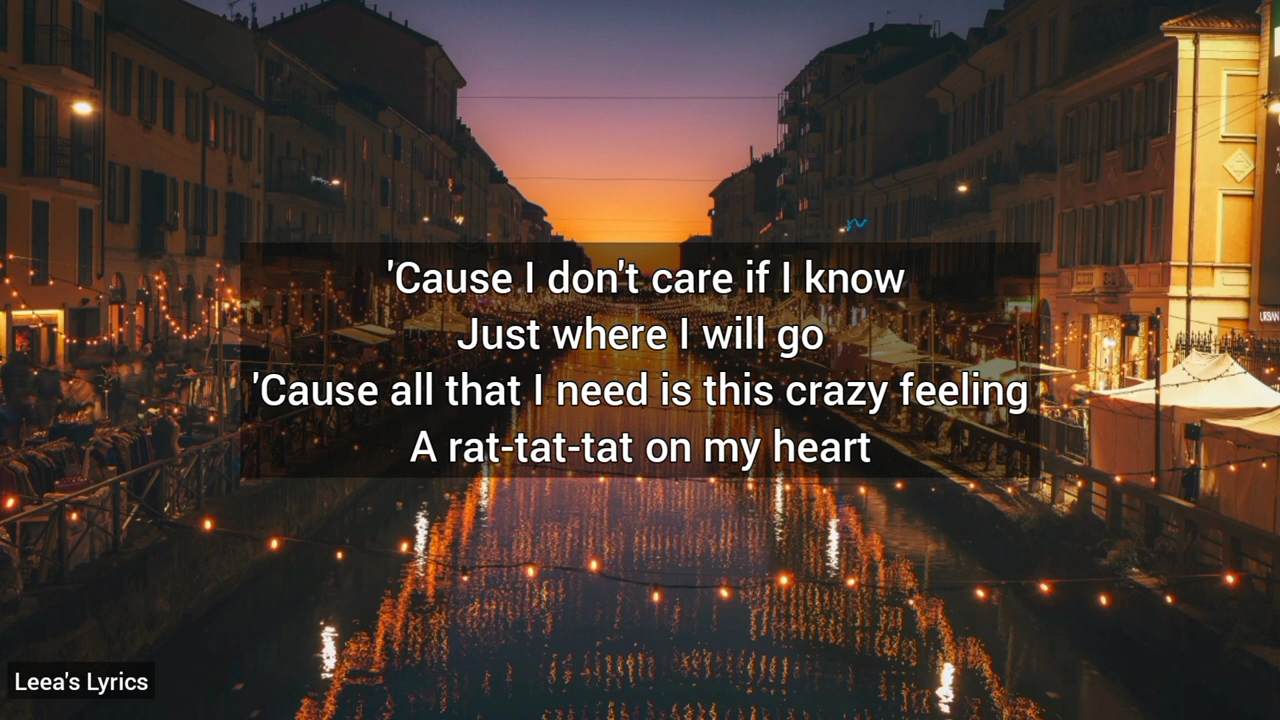 'Cause I don't care if I know
Just where I will go
'Cause all that I need is this crazy feeling
A rat-tat-tat on my heart
Leea's Lyrics
URBAN